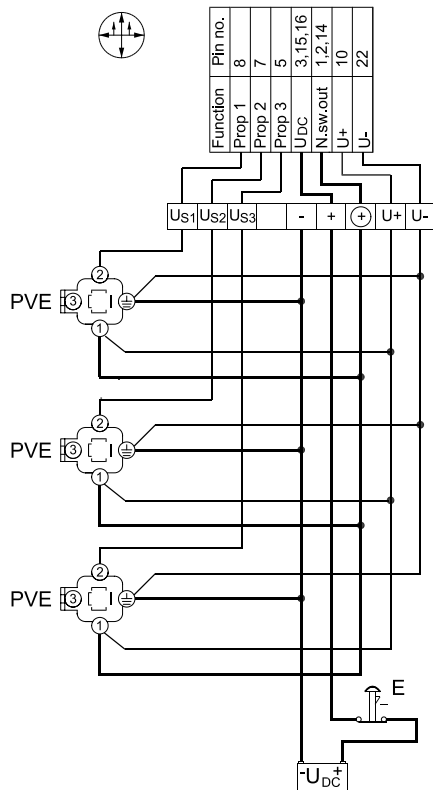 Function Pin no.
Prop 1 8
Prop 2 7
Prop 3 5
UDC 3,15,16
N.sw.out 1,2,14
U+ 10
U- 22
US1 US2 US3 - + + U+ U-
2
PVE 3
1
2
PVE 3
1
2
PVE 3
1
E
-UDC+